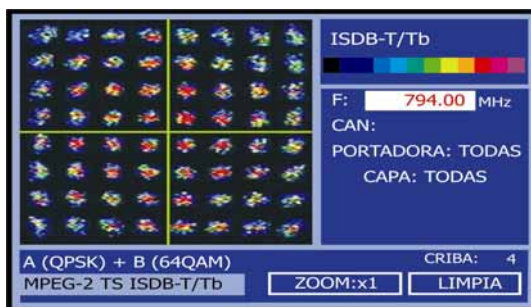 ISDB-T/Tb
F: 794.00 MHz
CAN:
PORTADORA: TODAS
CAPA: TODAS
A (QPSK) + B (64QAM)
CRIBA: 4
MPEG-2 TS ISDB-T/Tb
ZOOM:x1
LIMPIA